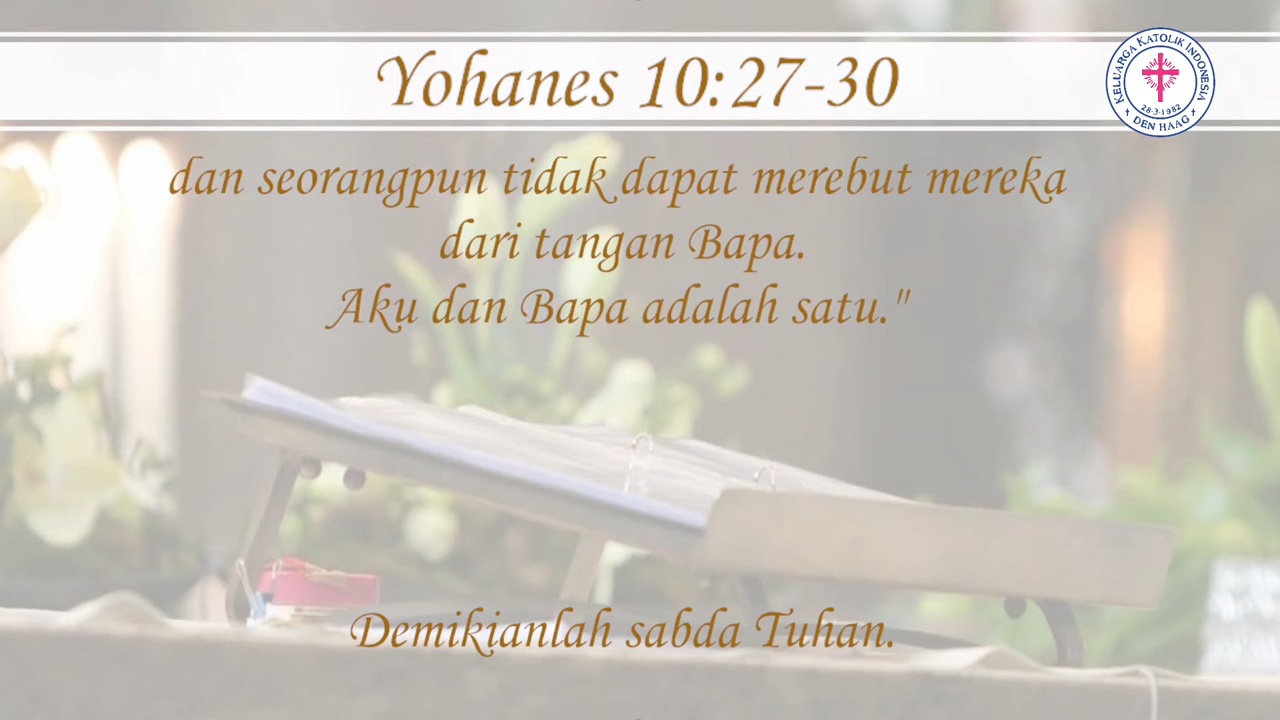 Yohanes 10:27-30
KELUARGA KATOLIK INDONESIA
28·3·1982
DEN HAAG
dan seorangpun tidak dapat merebut mereka
dari tangan Bapa.
Aku dan Bapa adalah satu."
Demikianlah sabda Tuhan.